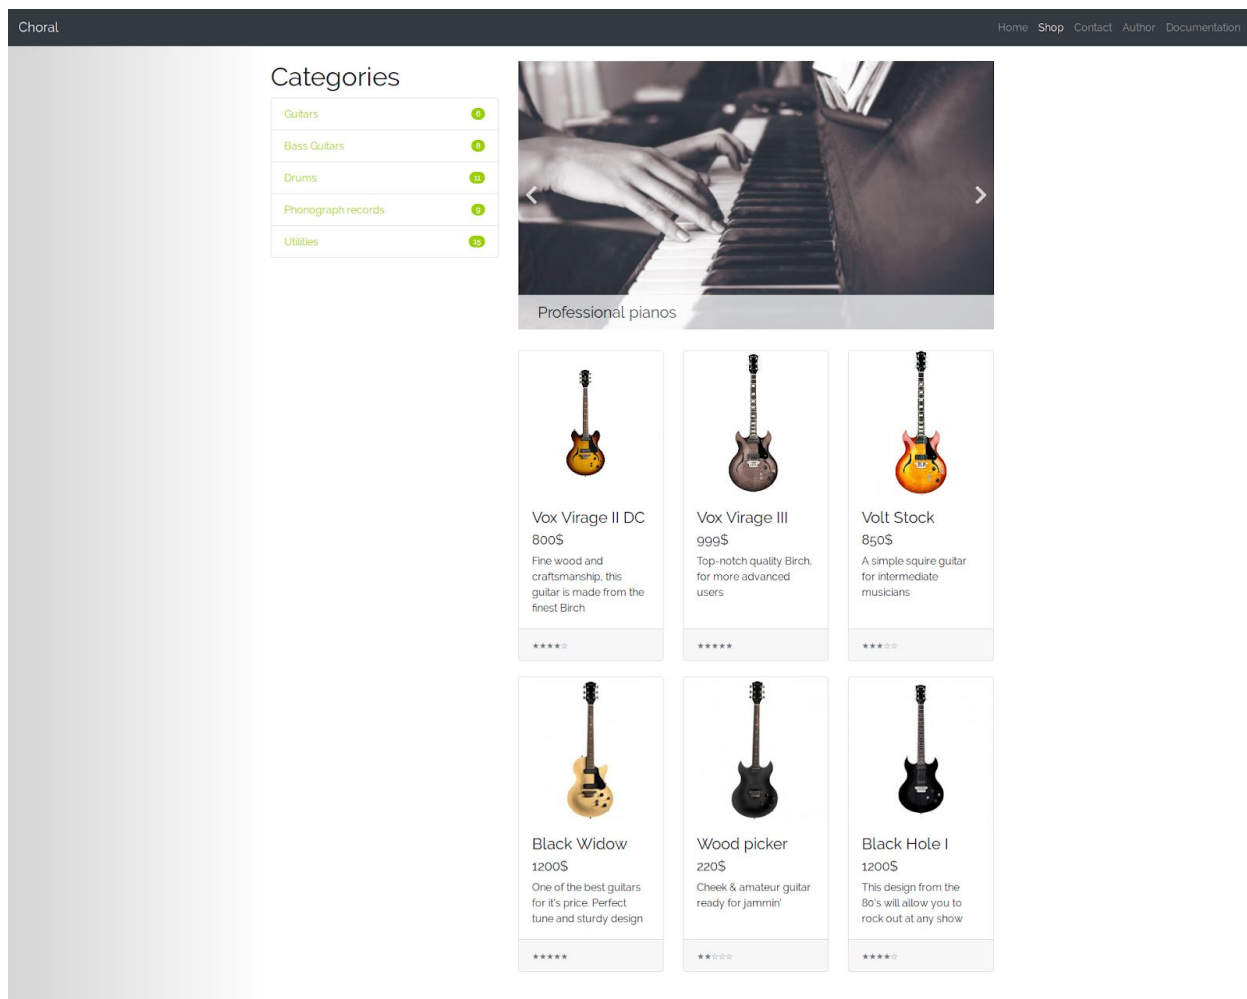 Choral
Home Shop Contact Author Documentation
Categories
Guitars 6
Bass Guitars 8
Drums 11
Phonograph records 9
Utilities 15
Professional pianos
Vox Virage II DC
800$
Fine wood and
craftsmanship, this
guitar is made from the
finest Birch
★★★★☆
Vox Virage III
999$
Top-notch quality Birch,
for more advanced
users
★★★★★
Volt Stock
850$
A simple squire guitar
for intermediate
musicians
★★★☆☆
Black Widow
1200$
One of the best guitars
for it's price. Perfect
tune and sturdy design
★★★★★
Wood picker
220$
Cheek & amateur guitar
ready for jammin'
★★☆☆☆
Black Hole I
1200$
This design from the
80's will allow you to
rock out at any show
★★★★☆